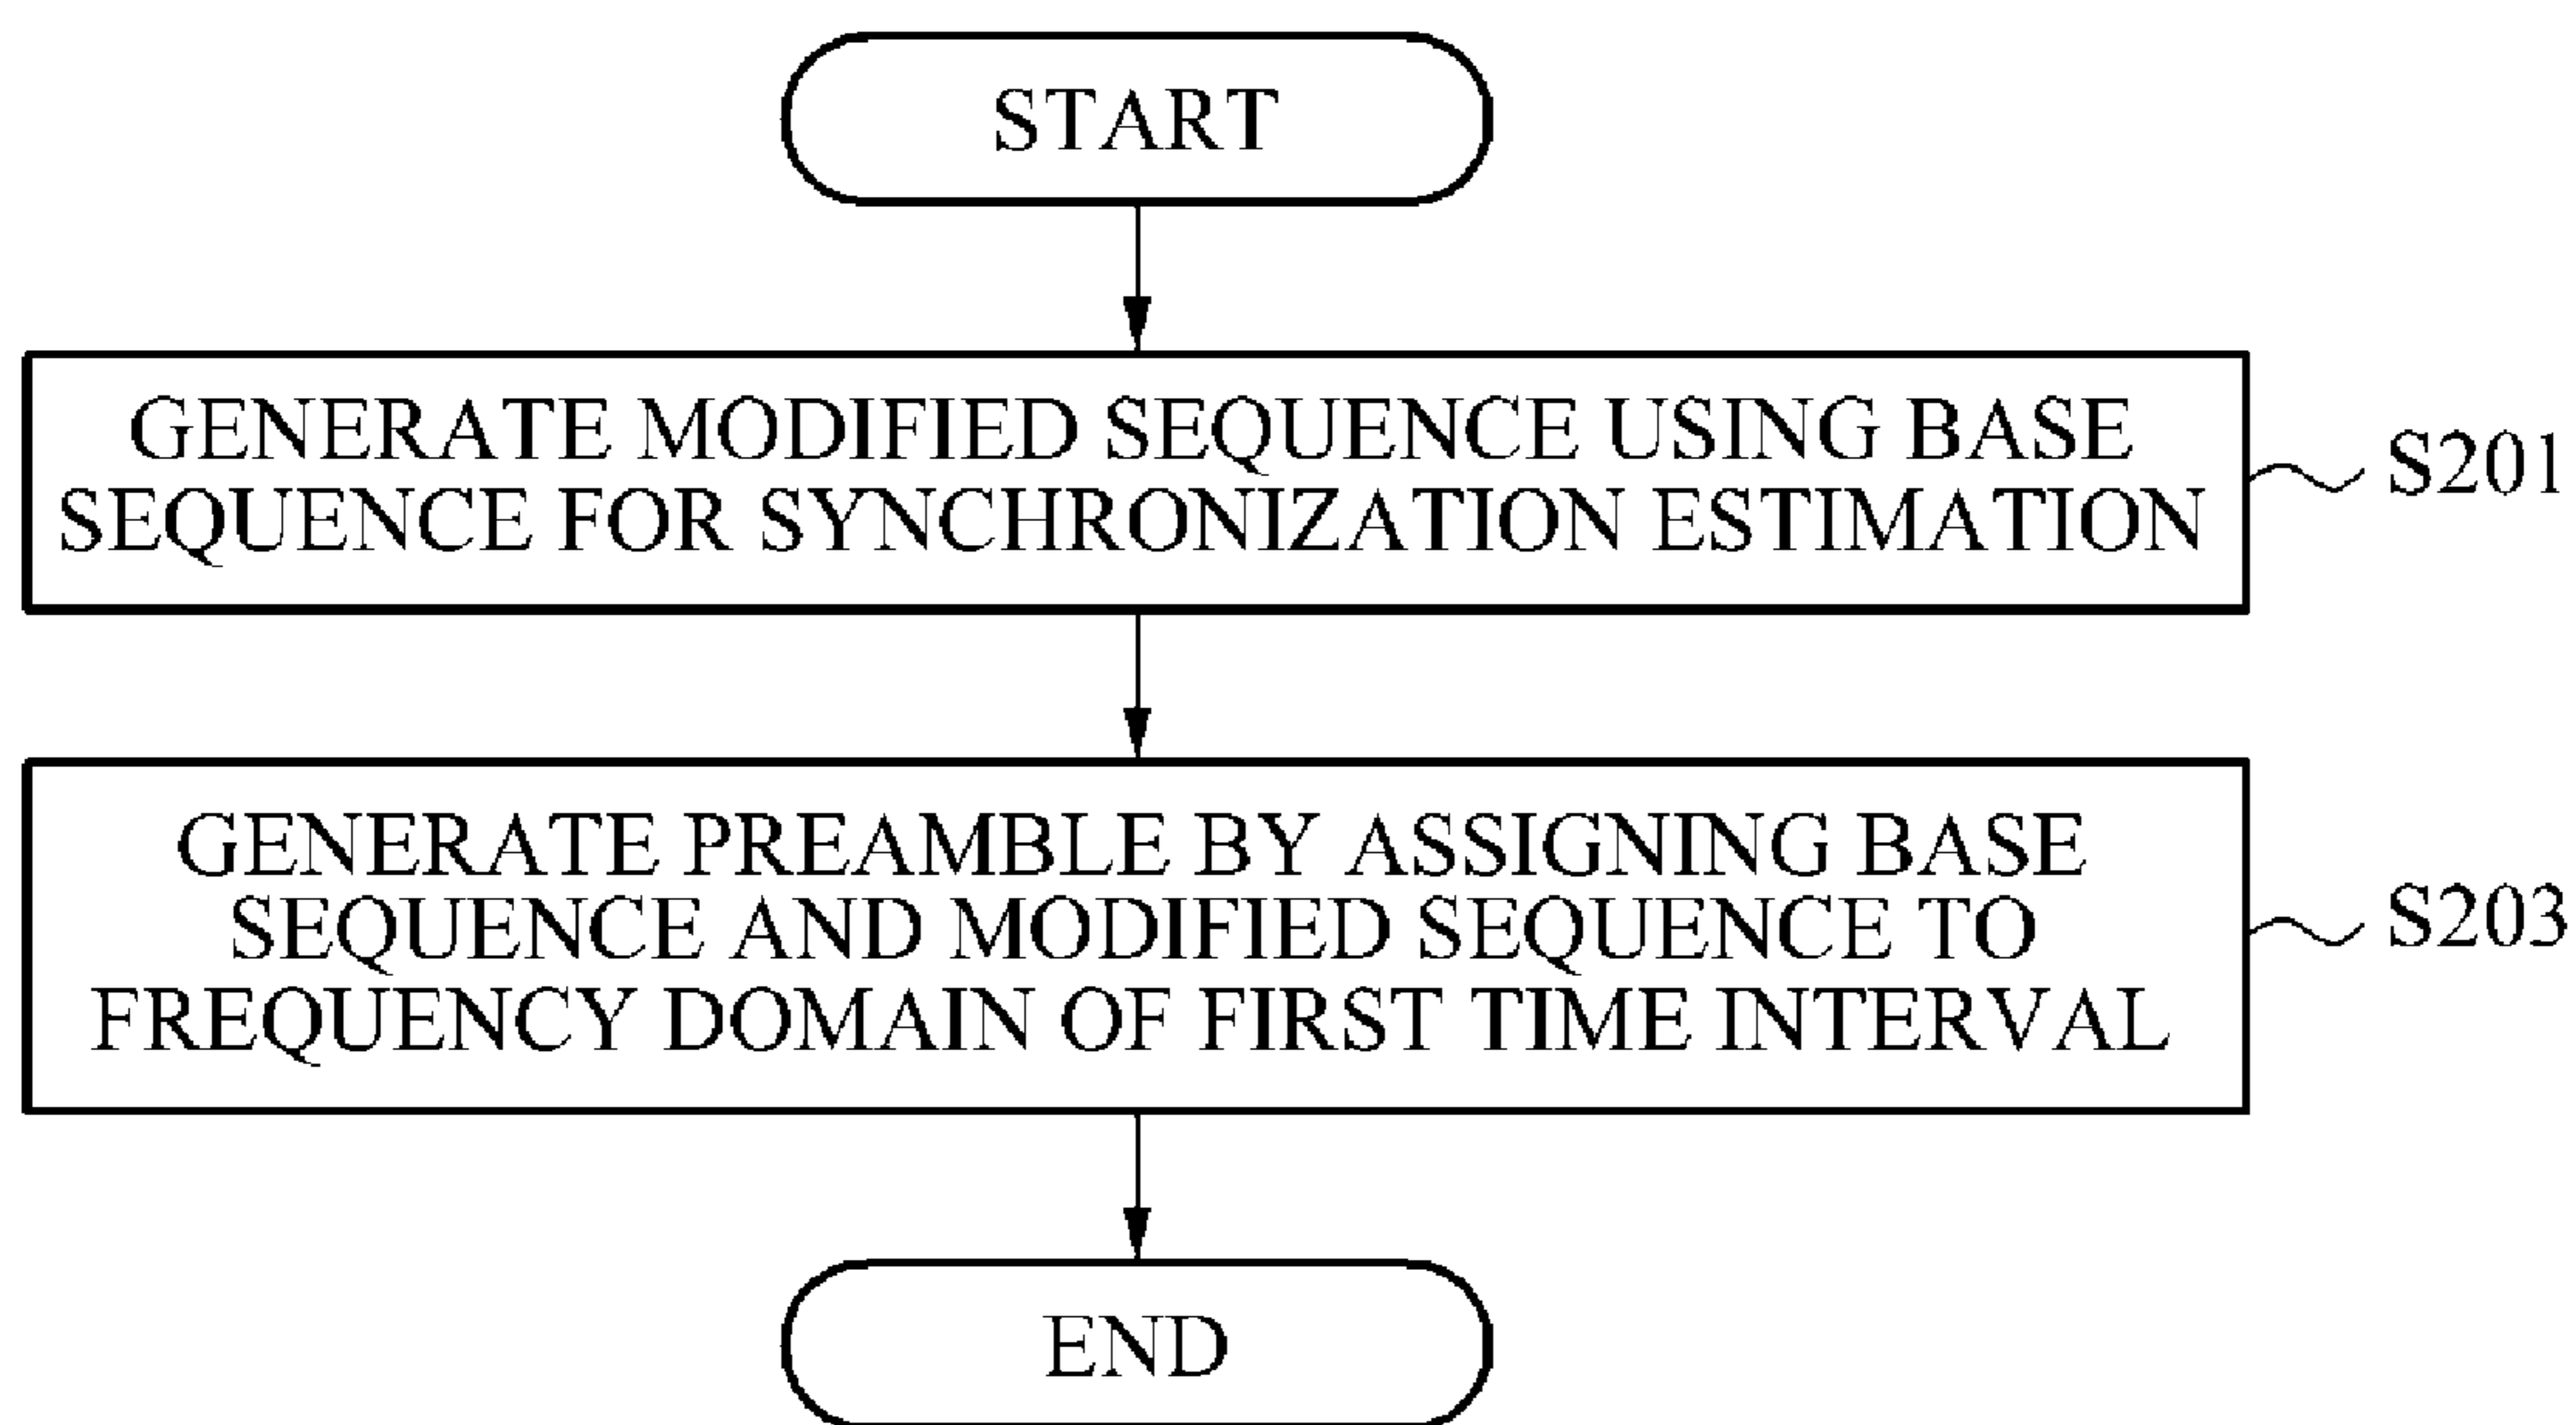 START
GENERATE MODIFIED SEQUENCE USING BASE
SEQUENCE FOR SYNCHRONIZATION ESTIMATION
S201
GENERATE PREAMBLE BY ASSIGNING BASE
SEQUENCE AND MODIFIED SEQUENCE TO
FREQUENCY DOMAIN OF FIRST TIME INTERVAL
S203
END